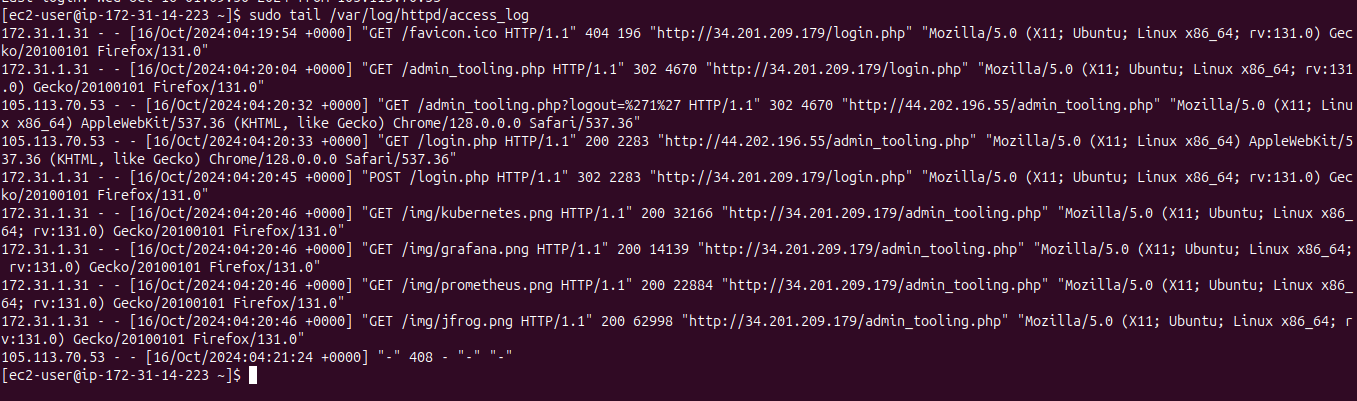 [ec2-user@ip-172-31-14-223 ~]$ sudo tail /var/log/httpd/access_log
172.31.1.31 - - [16/Oct/2024:04:19:54 +0000] "GET /favicon.ico HTTP/1.1" 404 196 "http://34.201.209.179/login.php" "Mozilla/5.0 (X11; Ubuntu; Linux x86_64; rv:131.0) Gec
ko/20100101 Firefox/131.0"
172.31.1.31 - - [16/Oct/2024:04:20:04 +0000] "GET /admin_tooling.php HTTP/1.1" 302 4670 "http://34.201.209.179/login.php" "Mozilla/5.0 (X11; Ubuntu; Linux x86_64; rv:131
.0) Gecko/20100101 Firefox/131.0"
105.113.70.53 - - [16/Oct/2024:04:20:32 +0000] "GET /admin_tooling.php?logout=%271%27 HTTP/1.1" 302 4670 "http://44.202.196.55/admin_tooling.php" "Mozilla/5.0 (X11; Linu
x x86_64) AppleWebKit/537.36 (KHTML, like Gecko) Chrome/128.0.0.0 Safari/537.36"
105.113.70.53 - - [16/Oct/2024:04:20:33 +0000] "GET /login.php HTTP/1.1" 200 2283 "http://44.202.196.55/admin_tooling.php" "Mozilla/5.0 (X11; Linux x86_64) AppleWebKit/5
37.36 (KHTML, like Gecko) Chrome/128.0.0.0 Safari/537.36"
172.31.1.31 - - [16/Oct/2024:04:20:45 +0000] "POST /login.php HTTP/1.1" 302 2283 "http://34.201.209.179/login.php" "Mozilla/5.0 (X11; Ubuntu; Linux x86_64; rv:131.0) Gec
ko/20100101 Firefox/131.0"
172.31.1.31 - - [16/Oct/2024:04:20:46 +0000] "GET /img/kubernetes.png HTTP/1.1" 200 32166 "http://34.201.209.179/admin_tooling.php" "Mozilla/5.0 (X11; Ubuntu; Linux x86_
64; rv:131.0) Gecko/20100101 Firefox/131.0"
172.31.1.31 - - [16/Oct/2024:04:20:46 +0000] "GET /img/grafana.png HTTP/1.1" 200 14139 "http://34.201.209.179/admin_tooling.php" "Mozilla/5.0 (X11; Ubuntu; Linux x86_64;
 rv:131.0) Gecko/20100101 Firefox/131.0"
172.31.1.31 - - [16/Oct/2024:04:20:46 +0000] "GET /img/prometheus.png HTTP/1.1" 200 22884 "http://34.201.209.179/admin_tooling.php" "Mozilla/5.0 (X11; Ubuntu; Linux x86_
64; rv:131.0) Gecko/20100101 Firefox/131.0"
172.31.1.31 - - [16/Oct/2024:04:20:46 +0000] "GET /img/jfrog.png HTTP/1.1" 200 62998 "http://34.201.209.179/admin_tooling.php" "Mozilla/5.0 (X11; Ubuntu; Linux x86_64; r
v:131.0) Gecko/20100101 Firefox/131.0"
105.113.70.53 - - [16/Oct/2024:04:21:24 +0000] "-" 408 - "-" "-"
[ec2-user@ip-172-31-14-223 ~]$